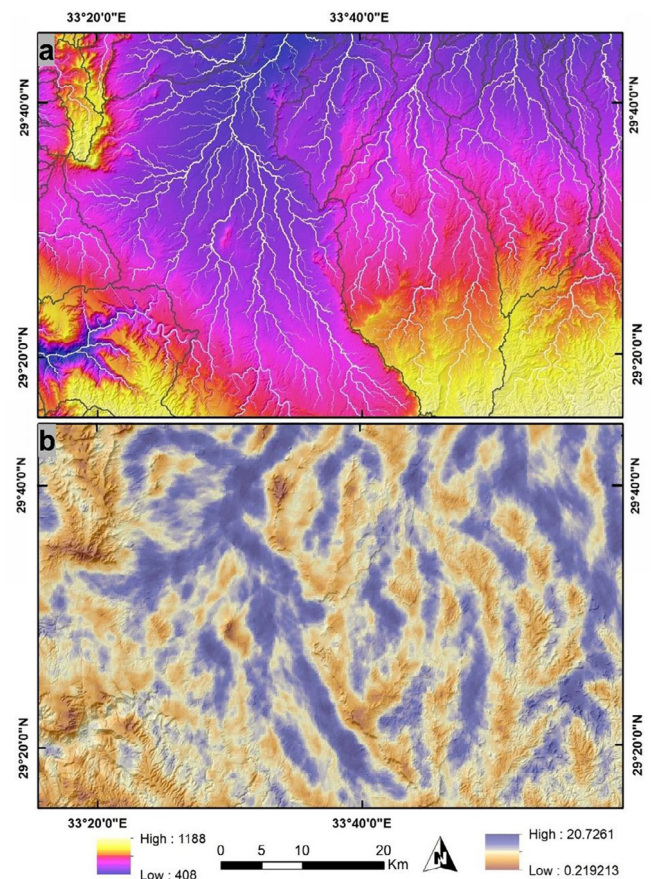 33°20'0"E 33°40'0"E
a
29°40'0"N 29°40'0"N
29°20'0"N 29°20'0"N
b
29°40'0"N 29°40'0"N
29°20'0"N 29°20'0"N
33°20'0"E 33°40'0"E
High : 1188
Low : 408
0 5 10 20
Km
N
High : 20.7261
Low : 0.219213